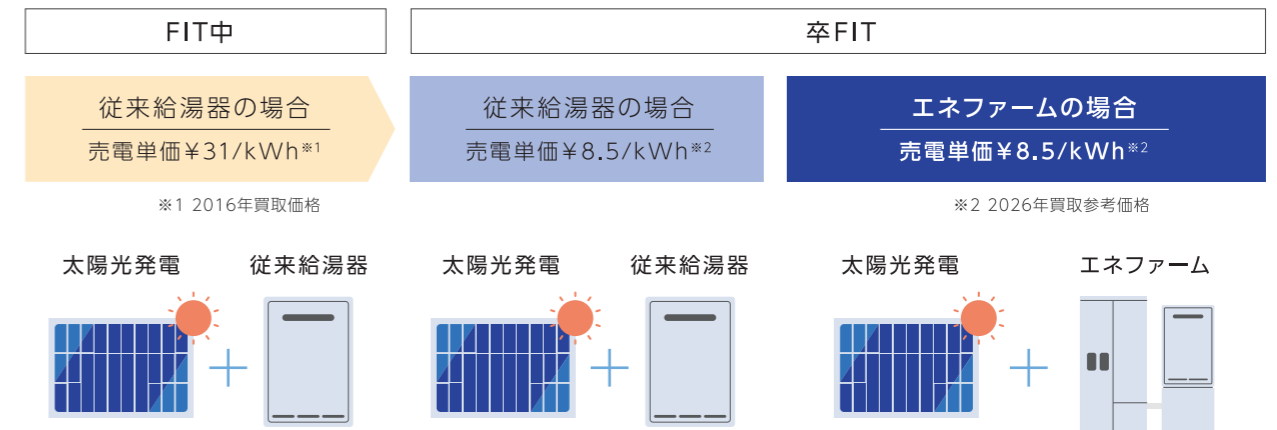 FIT中
卒FIT
従来給湯器の場合
売電単価¥31/kWh※1
従来給湯器の場合
売電単価¥8.5/kWh※2
エネファームの場合
売電単価¥8.5/kWh※2
※1 2016年買取価格
※2 2026年買取参考価格
太陽光発電
従来給湯器
太陽光発電
従来給湯器
太陽光発電
エネファーム